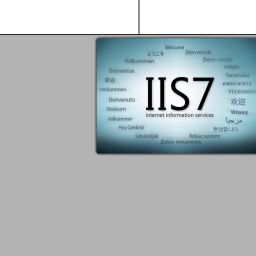 Welcome
ようこそ
Bienvenido
Willkommen
Bem-vindo
Bienvenue
Vítejte
歡迎
Tervetuloa
Velkommen
Benvenuto
IIS7
欢迎
Welkom
internet information services
Witamy
Välkommen
مرحبا
Hoş Geldiniz
환영합니다
Üdvözöljük
Καλώς ορίσατε
Добро пожаловать